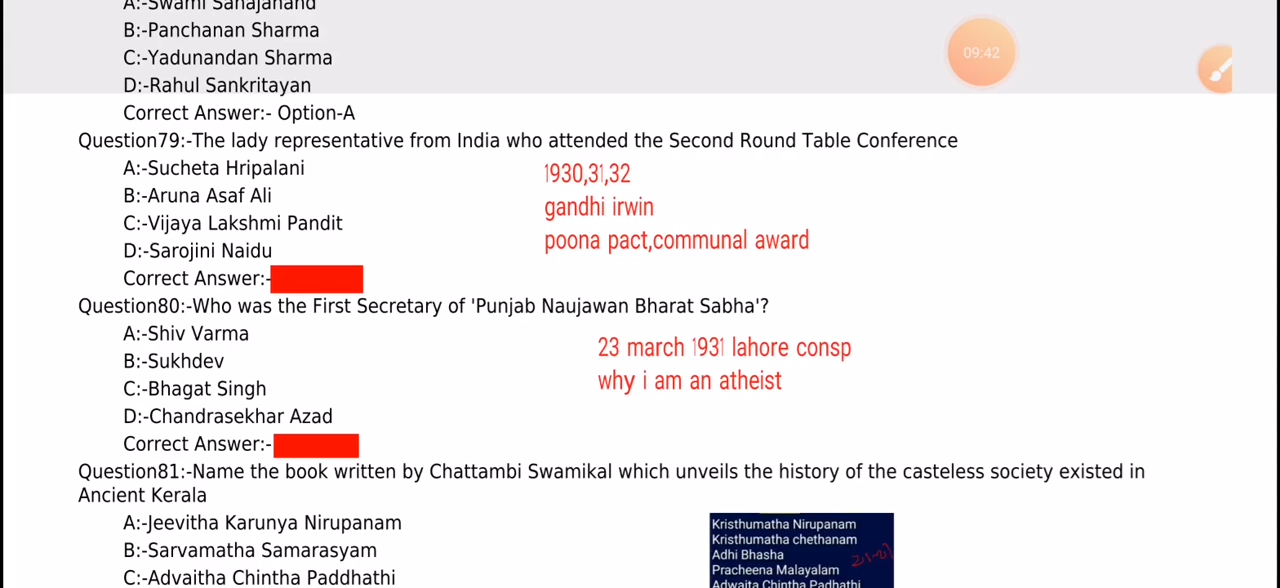 A:-Swami Sahajanand
B:-Panchanan Sharma
09:42
C:-Yadunandan Sharma
D:-Rahul Sankritayan
Correct Answer:- Option-A
Question79:-The lady representative from India who attended the Second Round Table Conference
A:-Sucheta Hripalani
1930,31,32
B:-Aruna Asaf Ali
gandhi irwin
C:-Vijaya Lakshmi Pandit
poona pact,communal award
D:-Sarojini Naidu
Correct Answer:-
Question80:-Who was the First Secretary of 'Punjab Naujawan Bharat Sabha'?
A:-Shiv Varma
23 march 1931 lahore consp
B:-Sukhdev
why i am an atheist
C:-Bhagat Singh
D:-Chandrasekhar Azad
Correct Answer:-
Question81:-Name the book written by Chattambi Swamikal which unveils the history of the casteless society existed in
Ancient Kerala
A:-Jeevitha Karunya Nirupanam
B:-Sarvamatha Samarasyam
C:-Advaitha Chintha Paddhathi
Kristhumatha Nirupanam
Kristhumatha chethanam
Adhi Bhasha
Pracheena Malayalam
Adwaita Chintha Padhathi